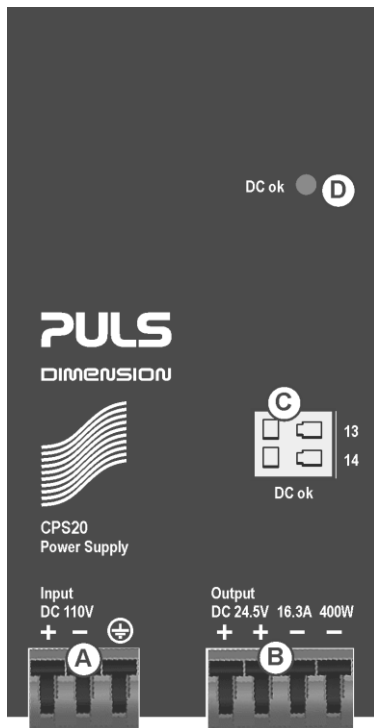 DC ok D
PULS
DIMENSION
C
13
14
DC ok
CPS20
Power Supply
Input
DC 110V
+ -
A
Output
DC 24.5V 16.3A 400W
+ + - -
B